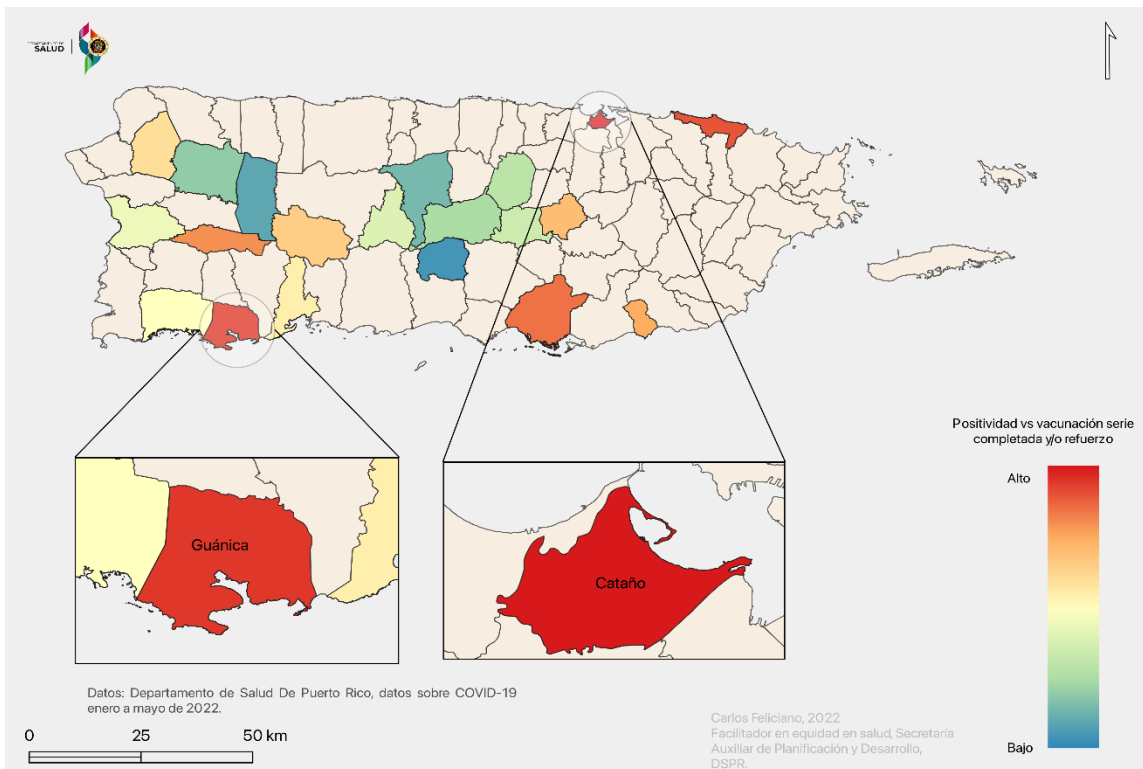 DEPARTAMENTO DE
SALUD
Positividad vs vacunación serie
completada y/o refuerzo
Alto
Bajo
Guánica
Cataño
Datos: Departamento de Salud De Puerto Rico, datos sobre COVID-19
enero a mayo de 2022.
0 25 50 km
Carlos Feliciano, 2022
Facilitador en equidad en salud, Secretaría
Auxiliar de Planificación y Desarrollo,
DSPR.